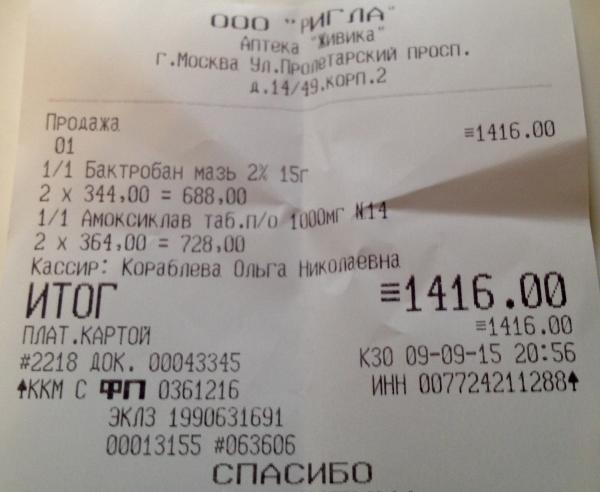 ООО "РИГЛА"
Аптека "Живика"
г.Москва Ул.Пролетарский просп.
д.14/49,корп.2
Продажа
01 ≡1416.00
1/1 Бактробан мазь 2% 15г
2 x 344,00 = 688,00
1/1 Амоксиклав таб.п/о 1000мг N14
2 x 364,00 = 728,00
Кассир: Кораблева Ольга Николаевна
ИТОГ ≡1416.00
ПЛАТ.КАРТОЙ ≡1416.00
#2218 ДОК. 00043345 К30 09-09-15 20:56
↑ККМ С ФП 0361216 ИНН 007724211288↑
ЭКЛЗ 1990631691
00013155 #063606
СПАСИБО